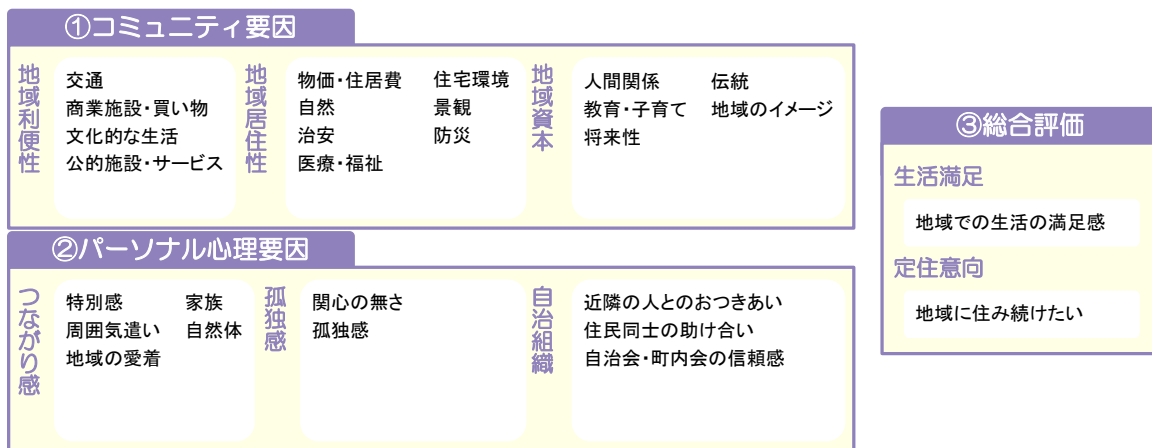 ①コミュニティ要因
地域利便性
交通
商業施設・買い物
文化的な生活
公的施設・サービス
地域居住性
物価・住居費
自然
治安
医療・福祉
住宅環境
景観
防災
地域資本
人間関係
教育・子育て
将来性
伝統
地域のイメージ
②パーソナル心理要因
つながり感
特別感
周囲気遣い
地域の愛着
家族
自然体
孤独感
関心の無さ
孤独感
自治組織
近隣の人とのおつきあい
住民同士の助け合い
自治会・町内会の信頼感
③総合評価
生活満足
地域での生活の満足感
定住意向
地域に住み続けたい